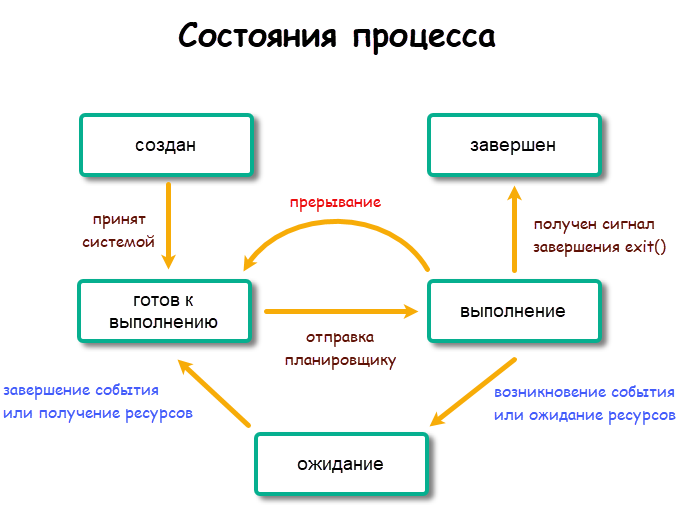 Состояния процесса
создан
завершен
принят
системой
прерывание
получен сигнал
завершения exit()
готов к
выполнению
выполнение
отправка
планировщику
завершение события
или получение ресурсов
возникновение события
или ожидание ресурсов
ожидание